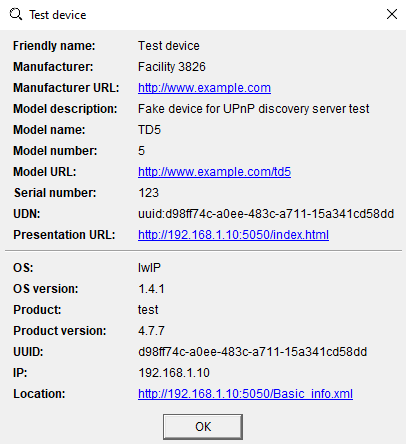 Test device
Friendly name: Test device
Manufacturer: Facility 3826
Manufacturer URL: http://www.example.com
Model description: Fake device for UPnP discovery server test
Model name: TD5
Model number: 5
Model URL: http://www.example.com/td5
Serial number: 123
UDN: uuid:d98ff74c-a0ee-483c-a711-15a341cd58dd
Presentation URL: http://192.168.1.10:5050/index.html
OS: lwIP
OS version: 1.4.1
Product: test
Product version: 4.7.7
UUID: d98ff74c-a0ee-483c-a711-15a341cd58dd
IP: 192.168.1.10
Location: http://192.168.1.10:5050/Basic_info.xml
OK